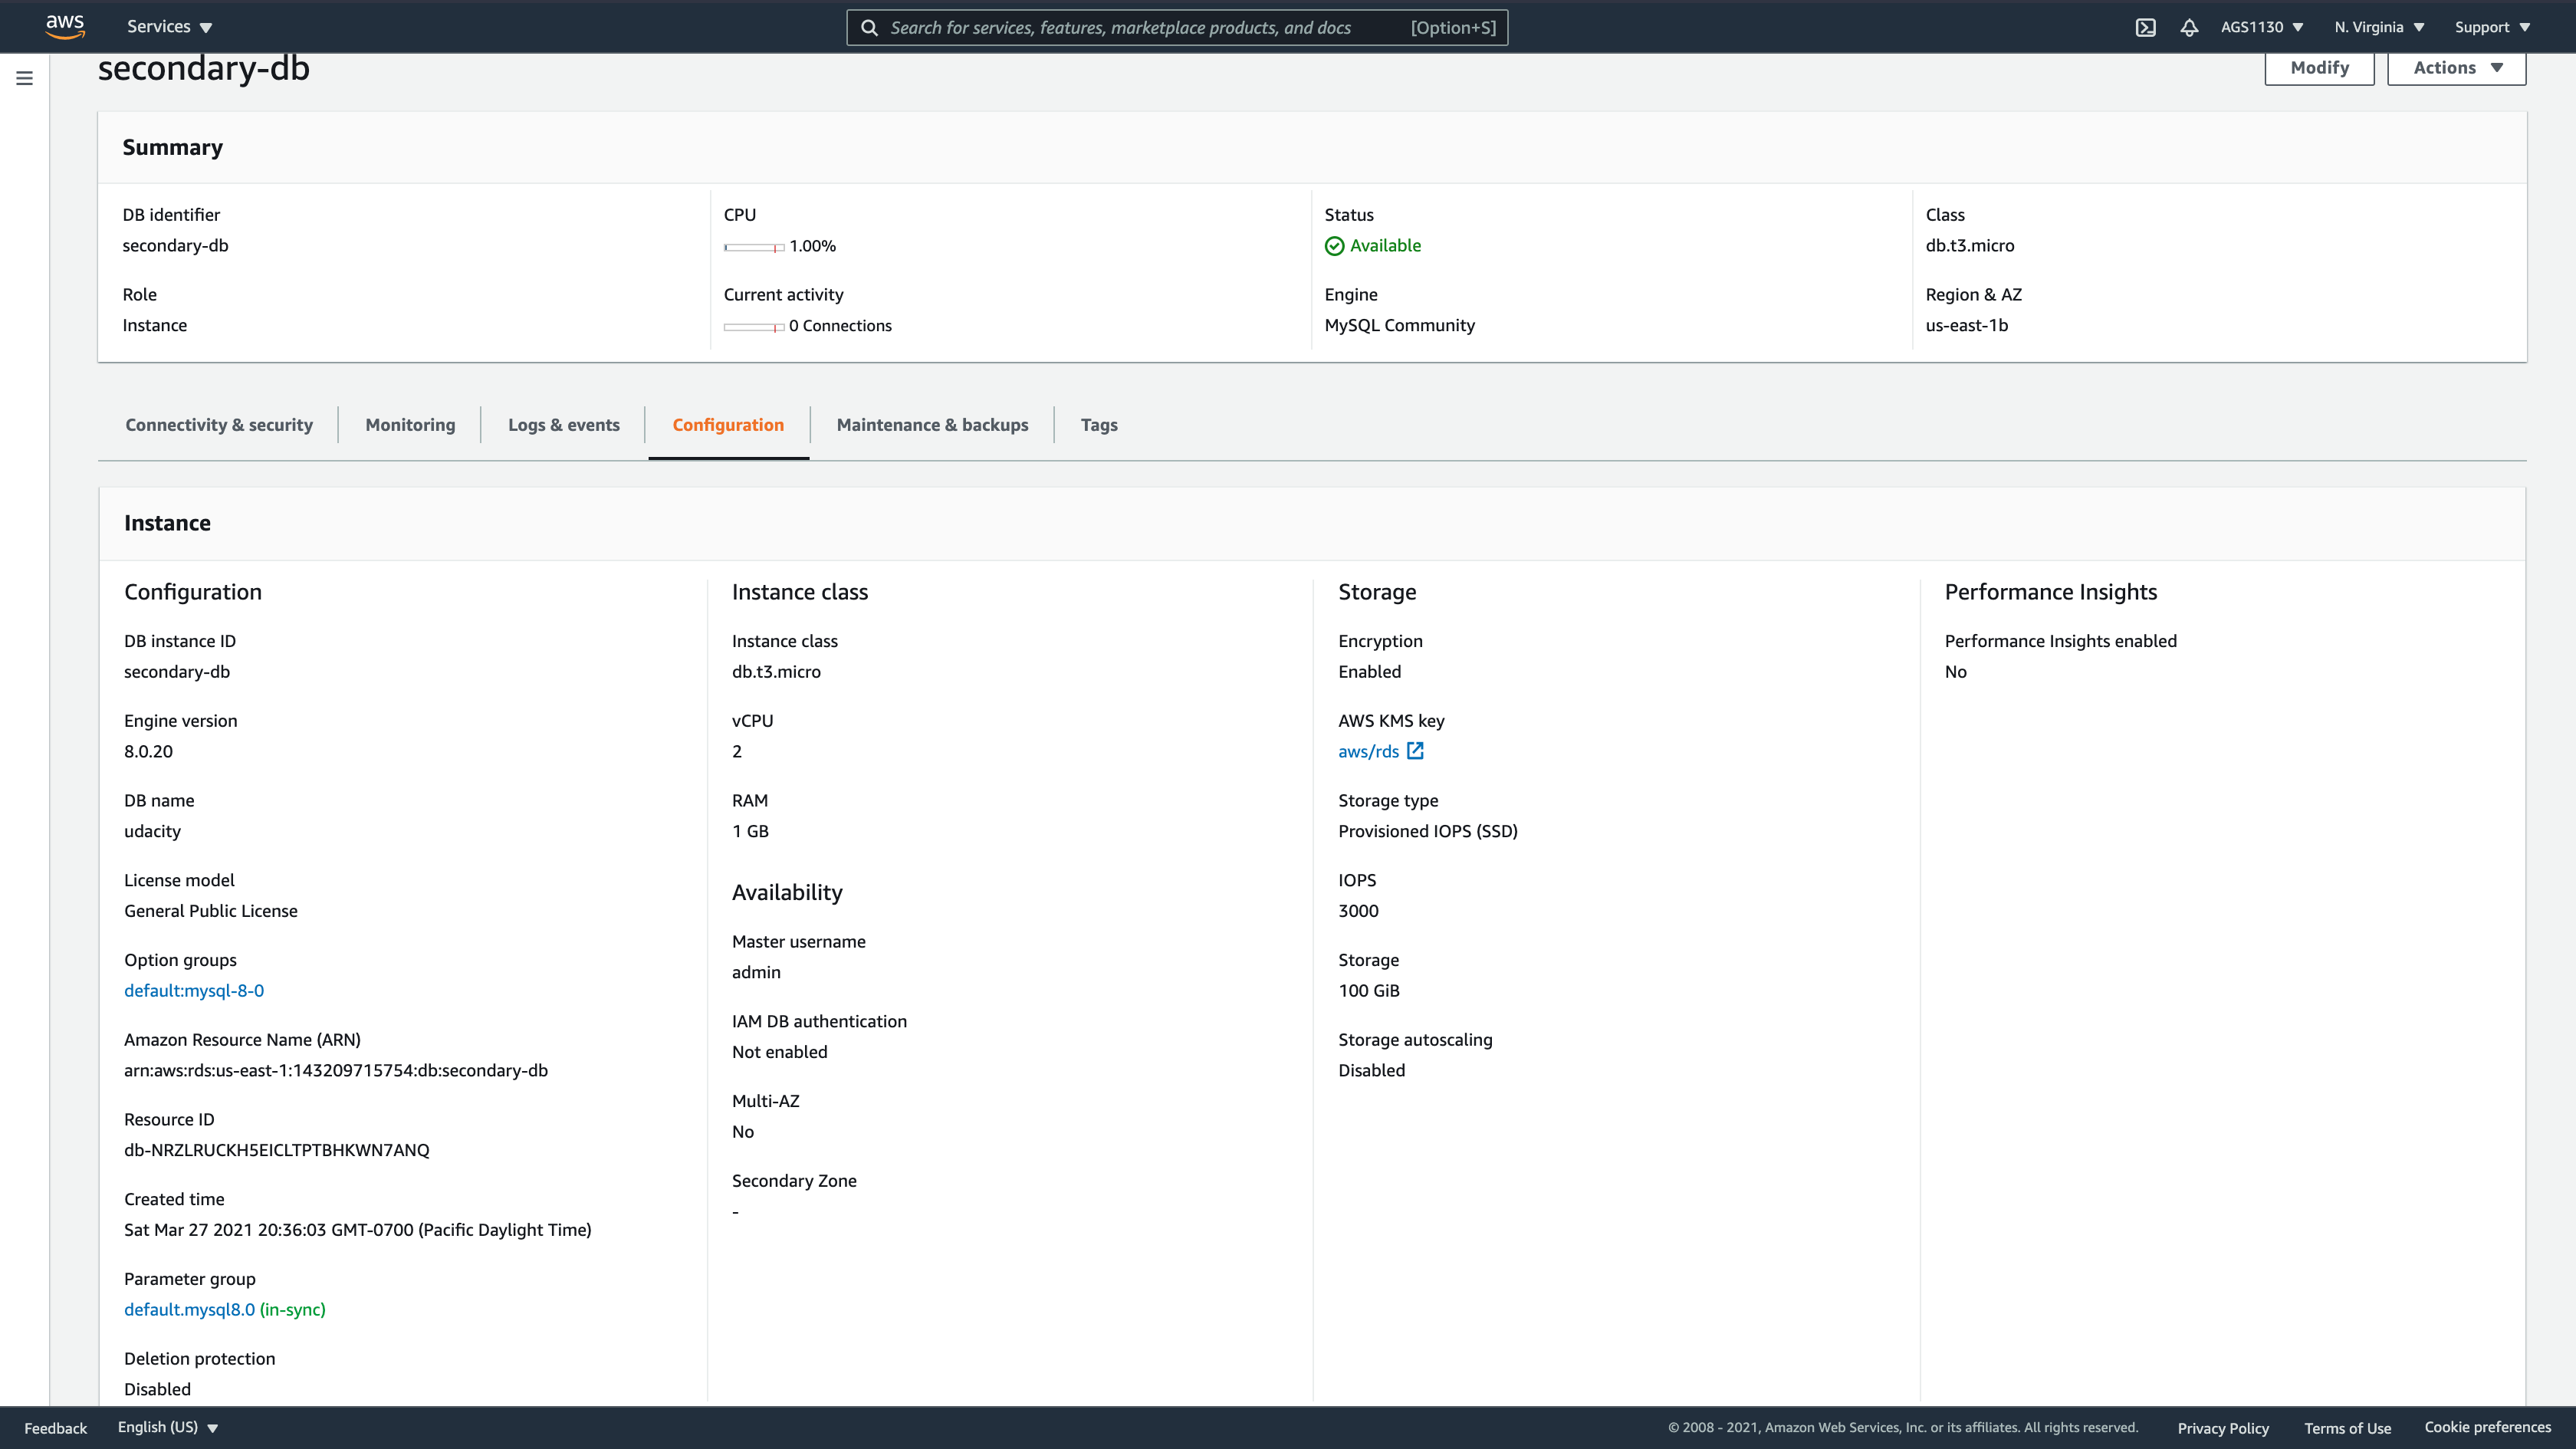 aws
Services
Search for services, features, marketplace products, and docs [Option+S]
AGS1130
N. Virginia
Support
secondary-db
Modify
Actions
Summary
DB identifier
secondary-db
CPU
1.00%
Status
Available
Class
db.t3.micro
Role
Instance
Current activity
0 Connections
Engine
MySQL Community
Region & AZ
us-east-1b
Connectivity & security
Monitoring
Logs & events
Configuration
Maintenance & backups
Tags
Instance
Configuration
DB instance ID
secondary-db
Engine version
8.0.20
DB name
udacity
License model
General Public License
Option groups
default:mysql-8-0
Amazon Resource Name (ARN)
arn:aws:rds:us-east-1:143209715754:db:secondary-db
Resource ID
db-NRZLRUCKH5EICLTPTBHKWN7ANQ
Created time
Sat Mar 27 2021 20:36:03 GMT-0700 (Pacific Daylight Time)
Parameter group
default.mysql8.0 (in-sync)
Deletion protection
Disabled
Instance class
Instance class
db.t3.micro
vCPU
2
RAM
1 GB
Availability
Master username
admin
IAM DB authentication
Not enabled
Multi-AZ
No
Secondary Zone
-
Storage
Encryption
Enabled
AWS KMS key
aws/rds
Storage type
Provisioned IOPS (SSD)
IOPS
3000
Storage
100 GiB
Storage autoscaling
Disabled
Performance Insights
Performance Insights enabled
No
Feedback
English (US)
© 2008 - 2021, Amazon Web Services, Inc. or its affiliates. All rights reserved.
Privacy Policy
Terms of Use
Cookie preferences